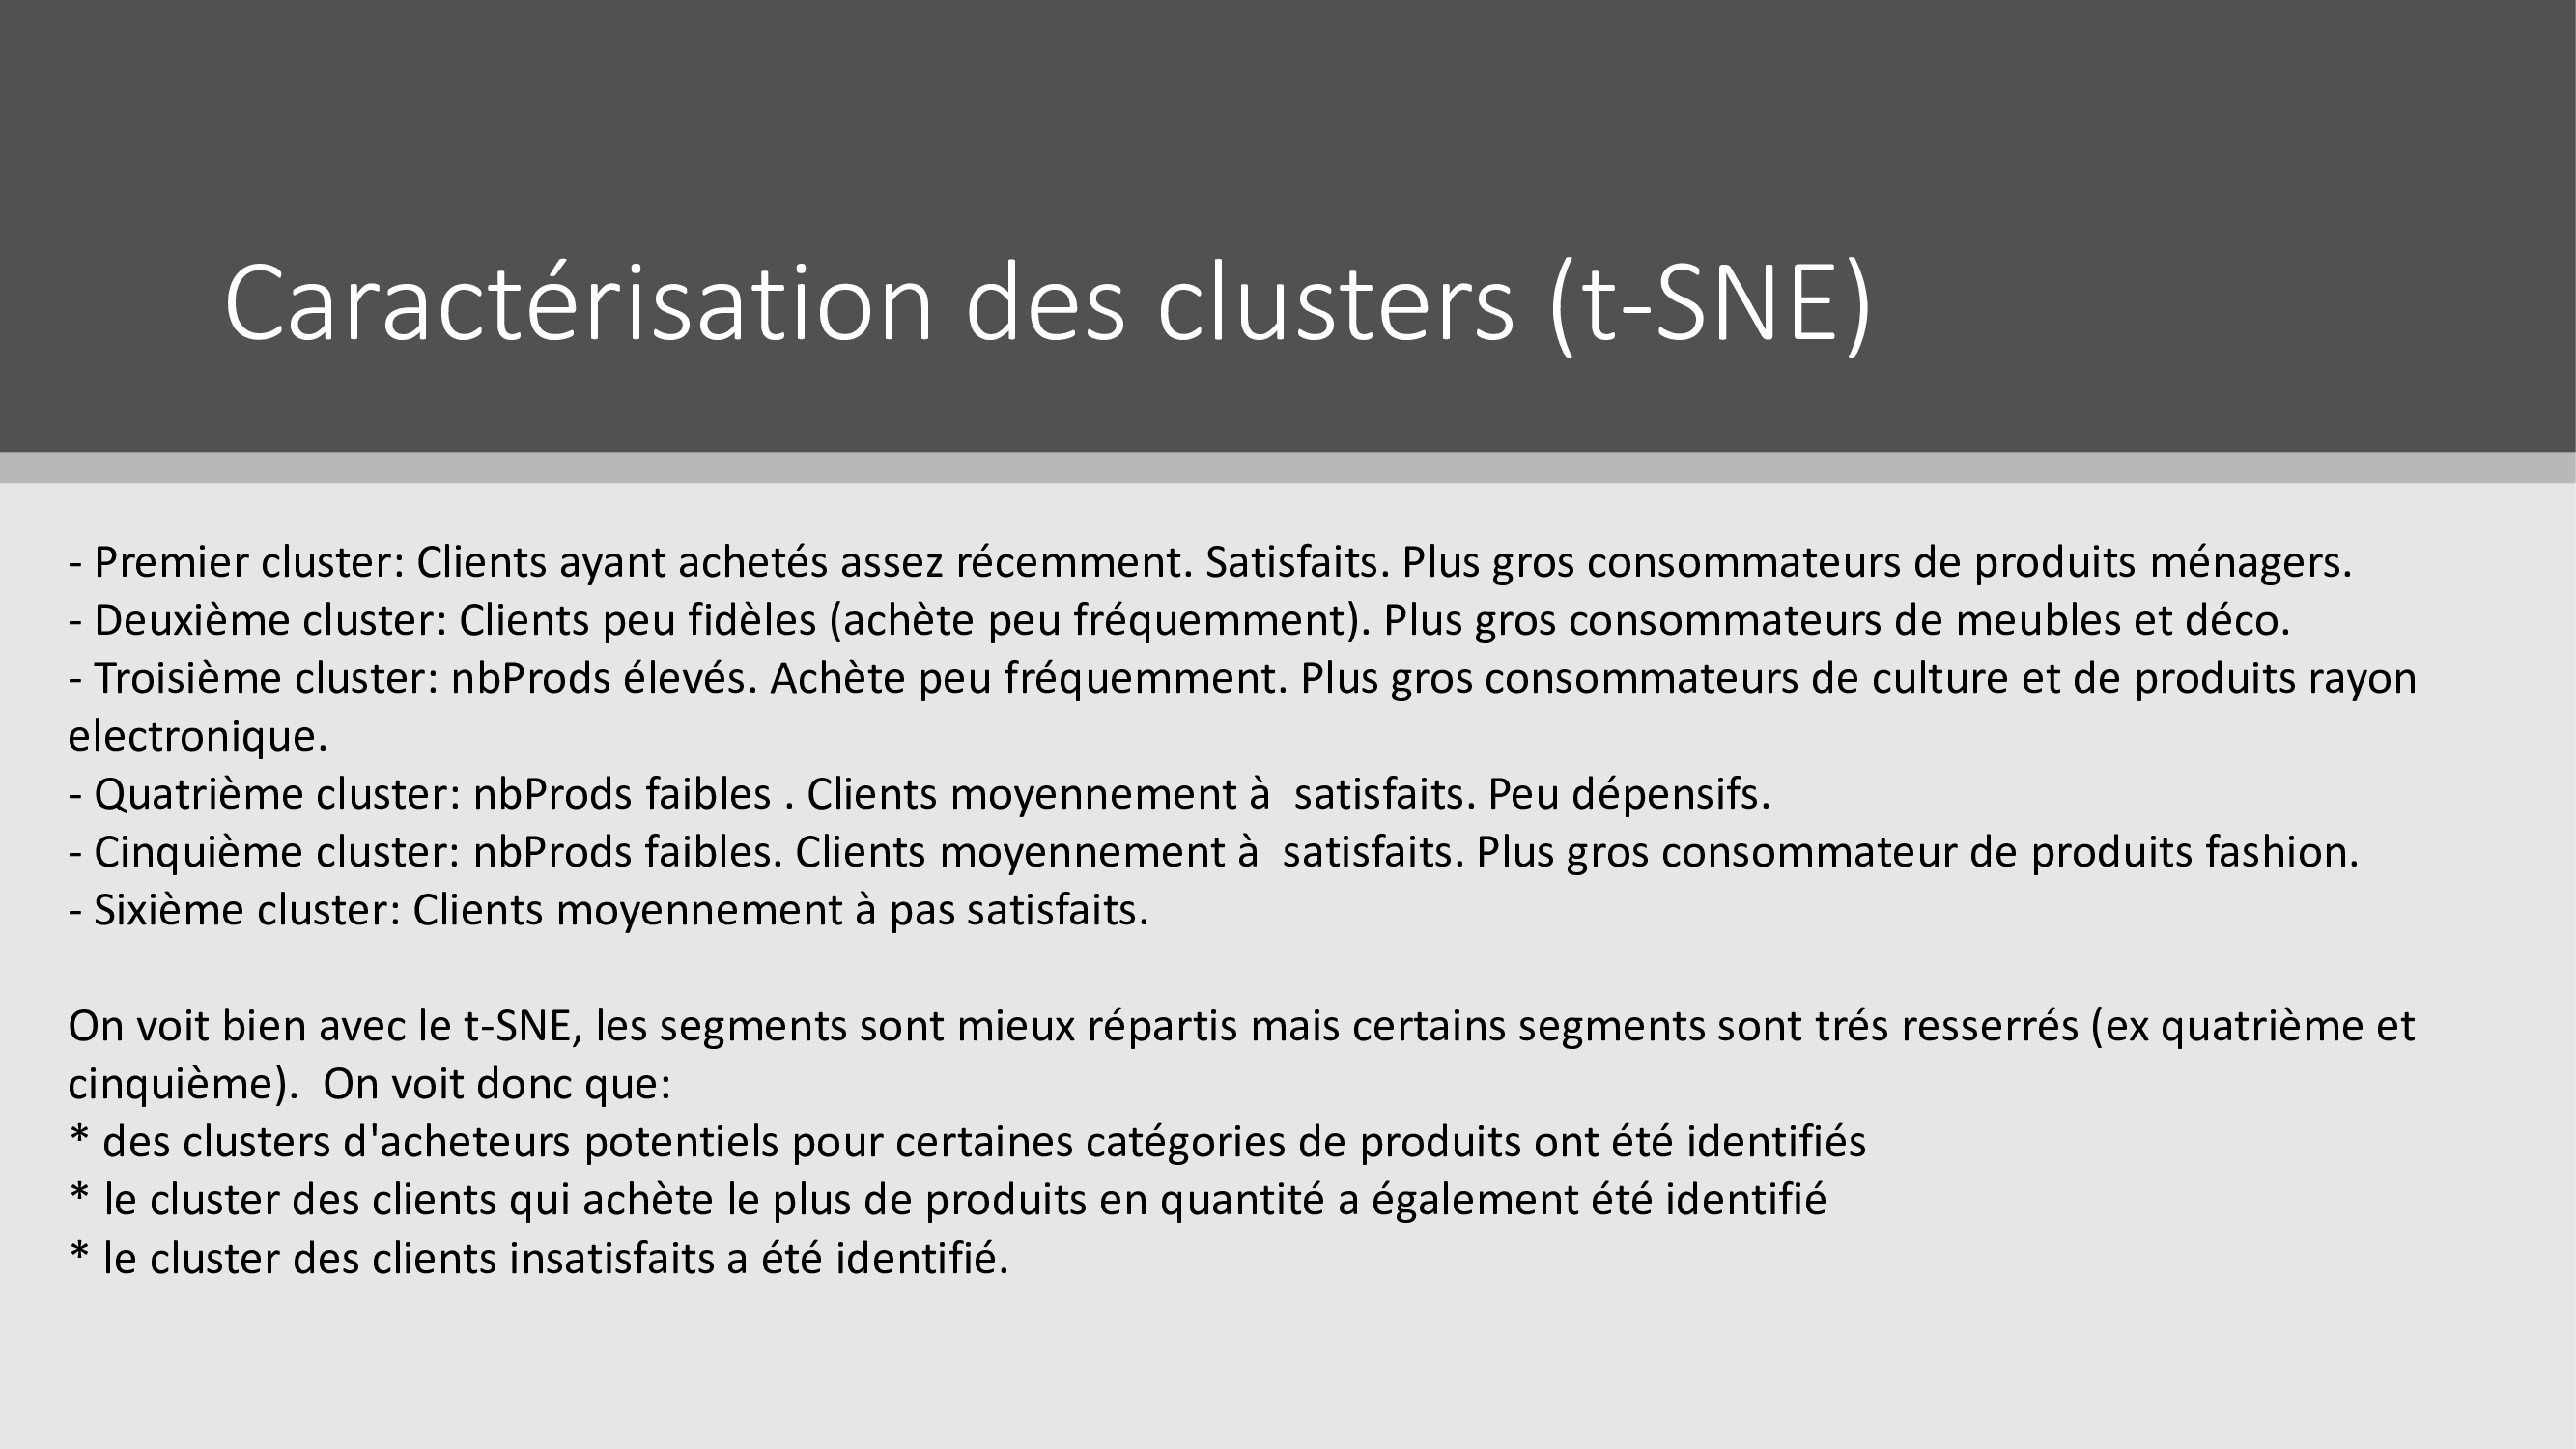 Caractérisation des clusters (t-SNE)
- Premier cluster: Clients ayant achetés assez récemment. Satisfaits. Plus gros consommateurs de produits ménagers.
- Deuxième cluster: Clients peu fidèles (achète peu fréquemment). Plus gros consommateurs de meubles et déco.
- Troisième cluster: nbProds élevés. Achète peu fréquemment. Plus gros consommateurs de culture et de produits rayon
electronique.
- Quatrième cluster: nbProds faibles . Clients moyennement à  satisfaits. Peu dépensifs.
- Cinquième cluster: nbProds faibles. Clients moyennement à  satisfaits. Plus gros consommateur de produits fashion.
- Sixième cluster: Clients moyennement à pas satisfaits.
On voit bien avec le t-SNE, les segments sont mieux répartis mais certains segments sont trés resserrés (ex quatrième et
cinquième).  On voit donc que:
* des clusters d'acheteurs potentiels pour certaines catégories de produits ont été identifiés
* le cluster des clients qui achète le plus de produits en quantité a également été identifié
* le cluster des clients insatisfaits a été identifié.